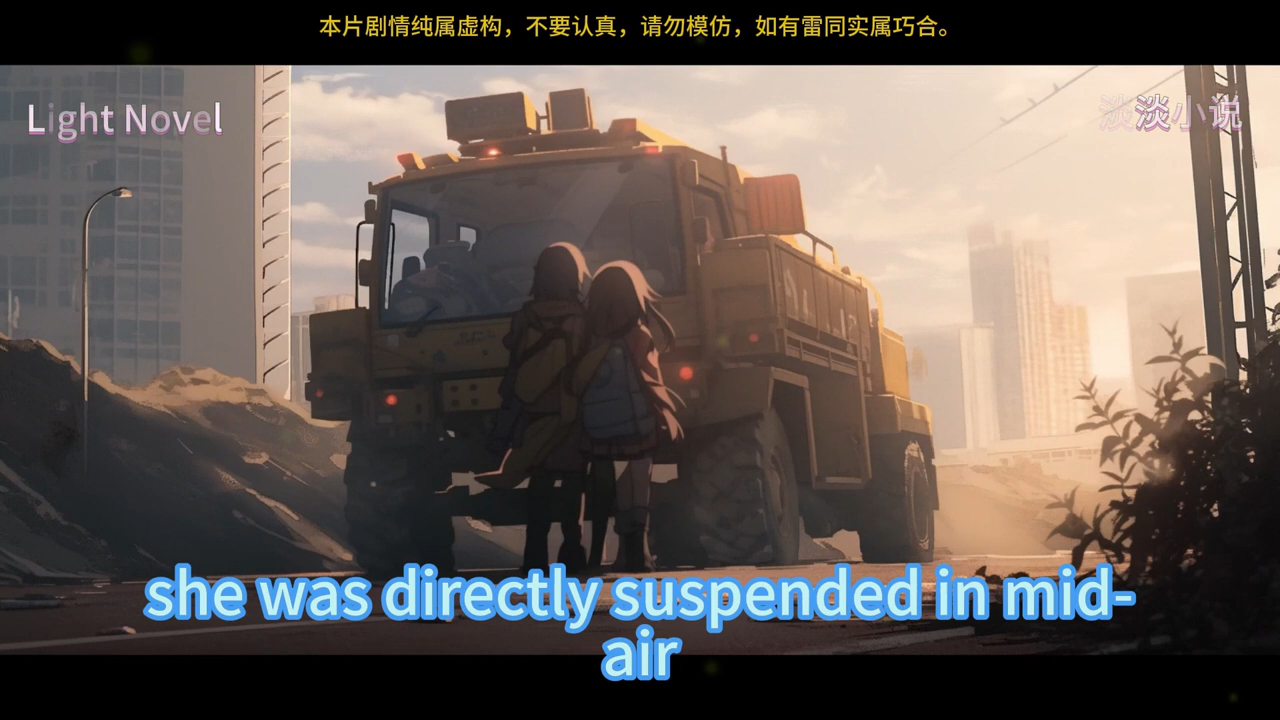 本片剧情纯属虚构，不要认真，请勿模仿，如有雷同实属巧合。
Light Novel
淡淡小说
she was directly suspended in mid-
air